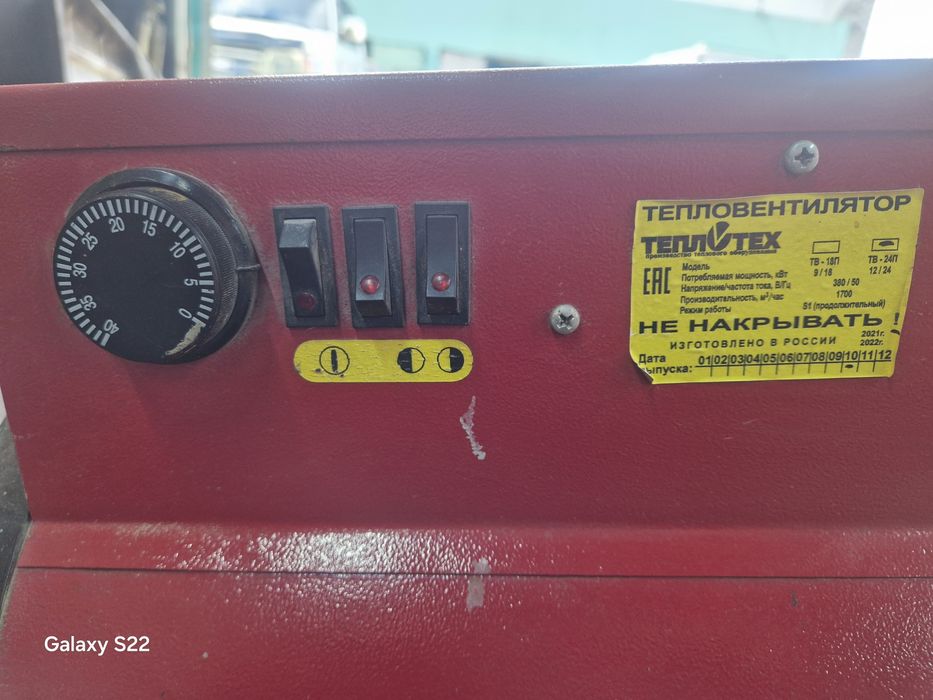 40 35 30 25 20 15 10 5 0
ТЕПЛОВЕНТИЛЯТОР
ТЕПЛОТЕХ
производство теплового оборудования
ЕАС
Модель ТВ - 18П ТВ - 24П
Потребляемая мощность, кВт 9 / 18 12 / 24
Напряжение/частота тока, В/Гц 380 / 50
Производительность, м³/час 1700
Режим работы S1 (продолжительный)
НЕ НАКРЫВАТЬ !
ИЗГОТОВЛЕНО В РОССИИ 2021г.
2022г.
Дата 01 02 03 04 05 06 07 08 09 10 11 12
выпуска:
Galaxy S22